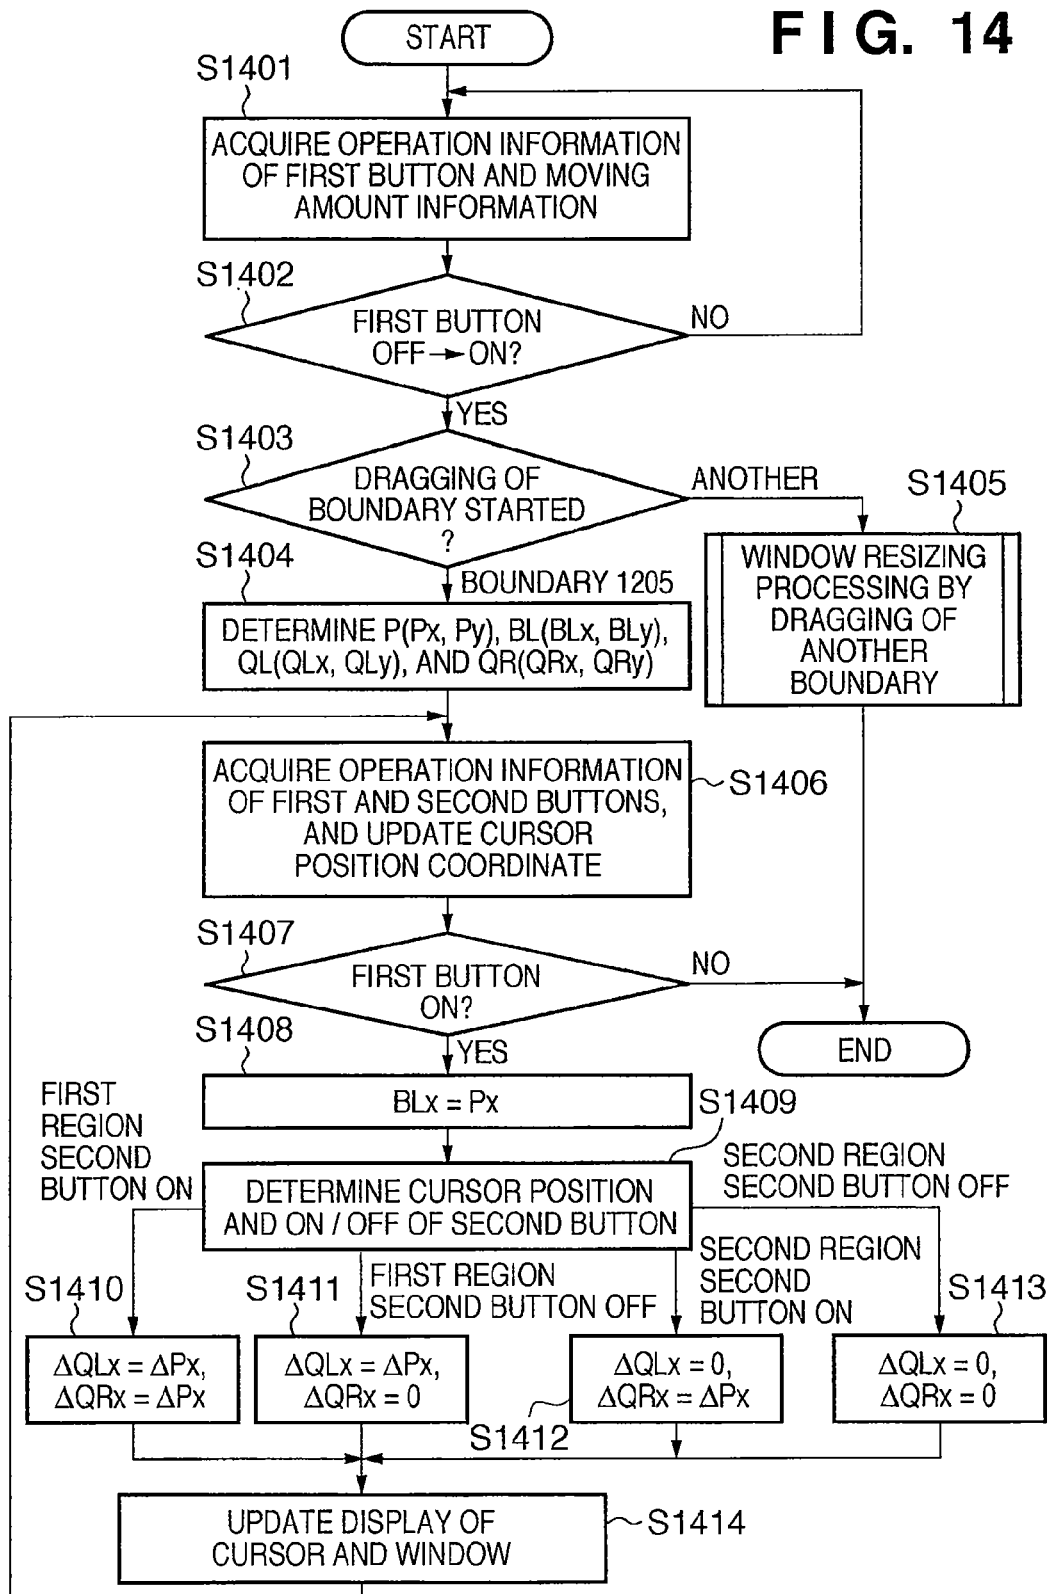 FIG. 14
START
S1401
ACQUIRE OPERATION INFORMATION
OF FIRST BUTTON AND MOVING
AMOUNT INFORMATION
S1402
FIRST BUTTON
OFF→ON?
NO
YES
S1403
DRAGGING OF
BOUNDARY STARTED
?
ANOTHER
S1405
WINDOW RESIZING
PROCESSING BY
DRAGGING OF
ANOTHER
BOUNDARY
S1404
BOUNDARY 1205
DETERMINE P(Px, Py), BL(BLx, BLy),
QL(QLx, QLy), AND QR(QRx, QRy)
ACQUIRE OPERATION INFORMATION
OF FIRST AND SECOND BUTTONS,
AND UPDATE CURSOR
POSITION COORDINATE
S1406
S1407
FIRST BUTTON
ON?
NO
YES
END
S1408
BLx = Px
S1409
DETERMINE CURSOR POSITION
AND ON / OFF OF SECOND BUTTON
FIRST
REGION
SECOND
BUTTON ON
FIRST REGION
SECOND BUTTON OFF
SECOND REGION
SECOND
BUTTON ON
SECOND REGION
SECOND BUTTON OFF
S1410
ΔQLx = ΔPx,
ΔQRx = ΔPx
S1411
ΔQLx = ΔPx,
ΔQRx = 0
S1412
ΔQLx = 0,
ΔQRx = ΔPx
S1413
ΔQLx = 0,
ΔQRx = 0
UPDATE DISPLAY OF
CURSOR AND WINDOW
S1414